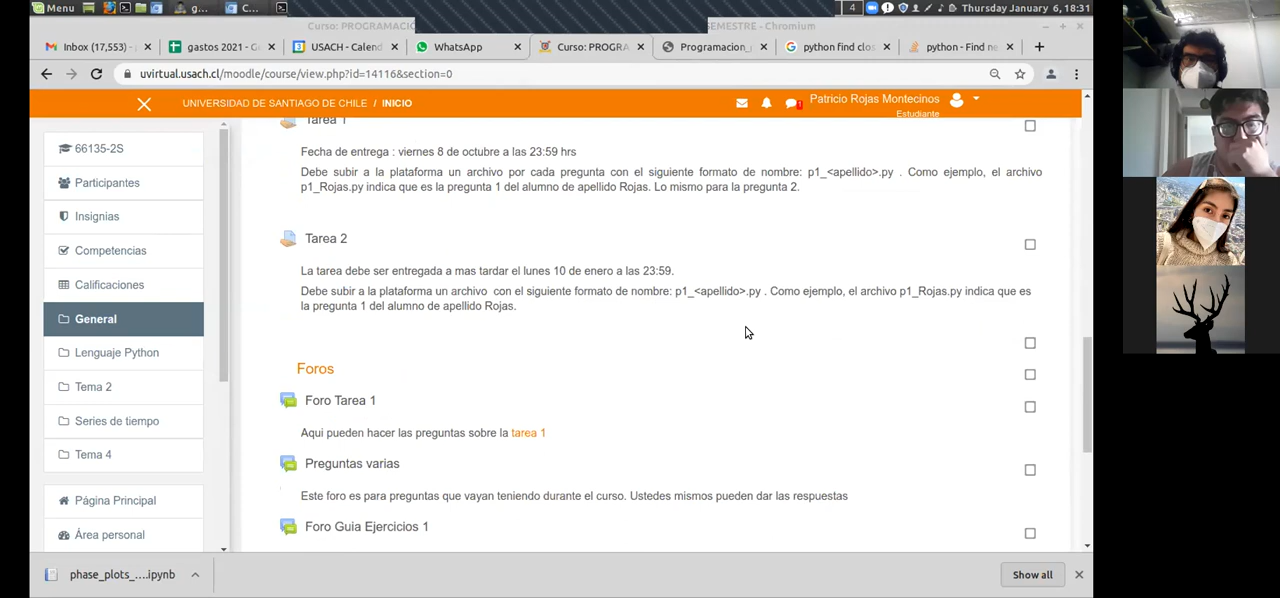 Menu
g...
C...
4
Thursday January 6, 18:31
Curso: PROGRAMACI
SEMESTRE - Chromium
Inbox (17,553) -
gastos 2021 - G
USACH - Calend
WhatsApp
Curso: PROGRA
Programacion_
python find clos
python - Find ne
uvirtual.usach.cl/moodle/course/view.php?id=14116&section=0
UNIVERSIDAD DE SANTIAGO DE CHILE / INICIO
1
Patricio Rojas Montecinos
Estudiante
66135-2S
Participantes
Insignias
Competencias
Calificaciones
General
Lenguaje Python
Tema 2
Series de tiempo
Tema 4
Página Principal
Área personal
Tarea 1
Fecha de entrega : viernes 8 de octubre a las 23:59 hrs
Debe subir a la plataforma un archivo por cada pregunta con el siguiente formato de nombre: p1_<apellido>.py . Como ejemplo, el archivo
p1_Rojas.py indica que es la pregunta 1 del alumno de apellido Rojas. Lo mismo para la pregunta 2.
Tarea 2
La tarea debe ser entregada a mas tardar el lunes 10 de enero a las 23:59.
Debe subir a la plataforma un archivo con el siguiente formato de nombre: p1_<apellido>.py . Como ejemplo, el archivo p1_Rojas.py indica que es
la pregunta 1 del alumno de apellido Rojas.
Foros
Foro Tarea 1
Aqui pueden hacer las preguntas sobre la tarea 1
Preguntas varias
Este foro es para preguntas que vayan teniendo durante el curso. Ustedes mismos pueden dar las respuestas
Foro Guia Ejercicios 1
phase_plots_....ipynb
Show all